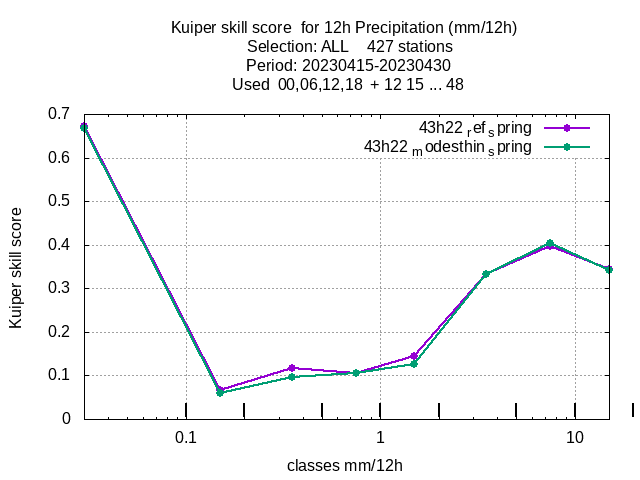 Kuiper skill score  for 12h Precipitation (mm/12h)
Selection: ALL    427 stations
Period: 20230415-20230430
Used  00,06,12,18  + 12 15 ... 48
43h22 ref spring
43h22 modesthin spring
0.7
0.6
0.5
0.4
0.3
0.2
0.1
0
Kuiper skill score
0.1 1 10
classes mm/12h